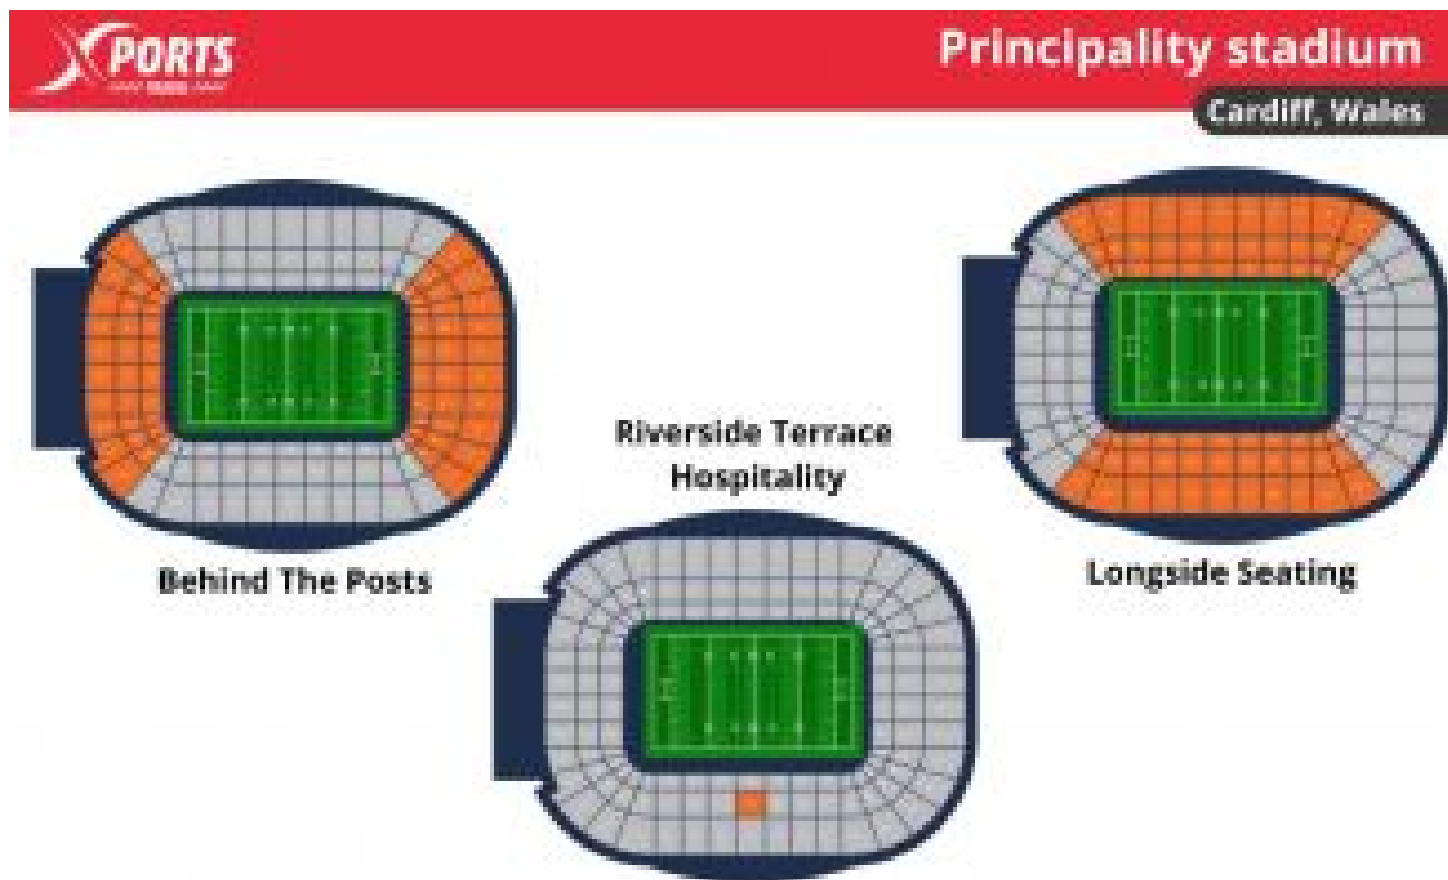 XPORTS
Principality stadium
Cardiff, Wales
Riverside Terrace
Hospitality
Behind The Posts
Longside Seating